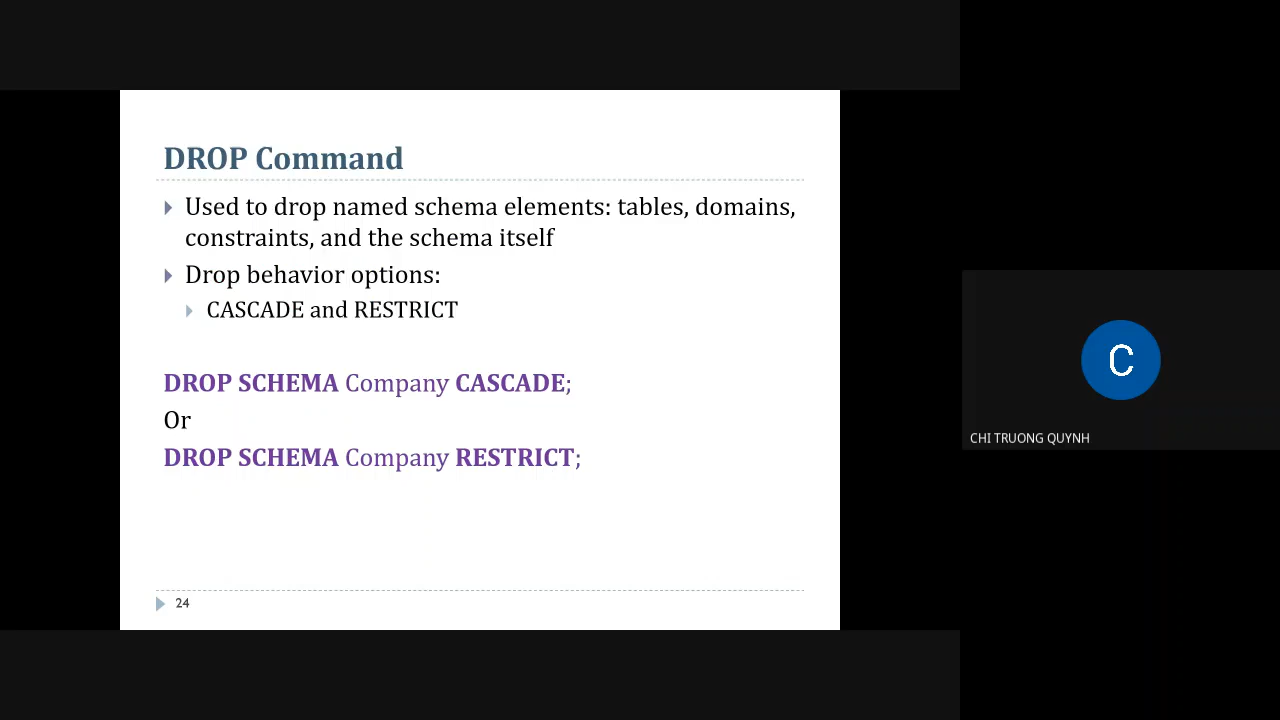 DROP Command
Used to drop named schema elements: tables, domains,
constraints, and the schema itself
Drop behavior options:
CASCADE and RESTRICT
DROP SCHEMA Company CASCADE;
Or
DROP SCHEMA Company RESTRICT;
24
C
CHI TRUONG QUYNH